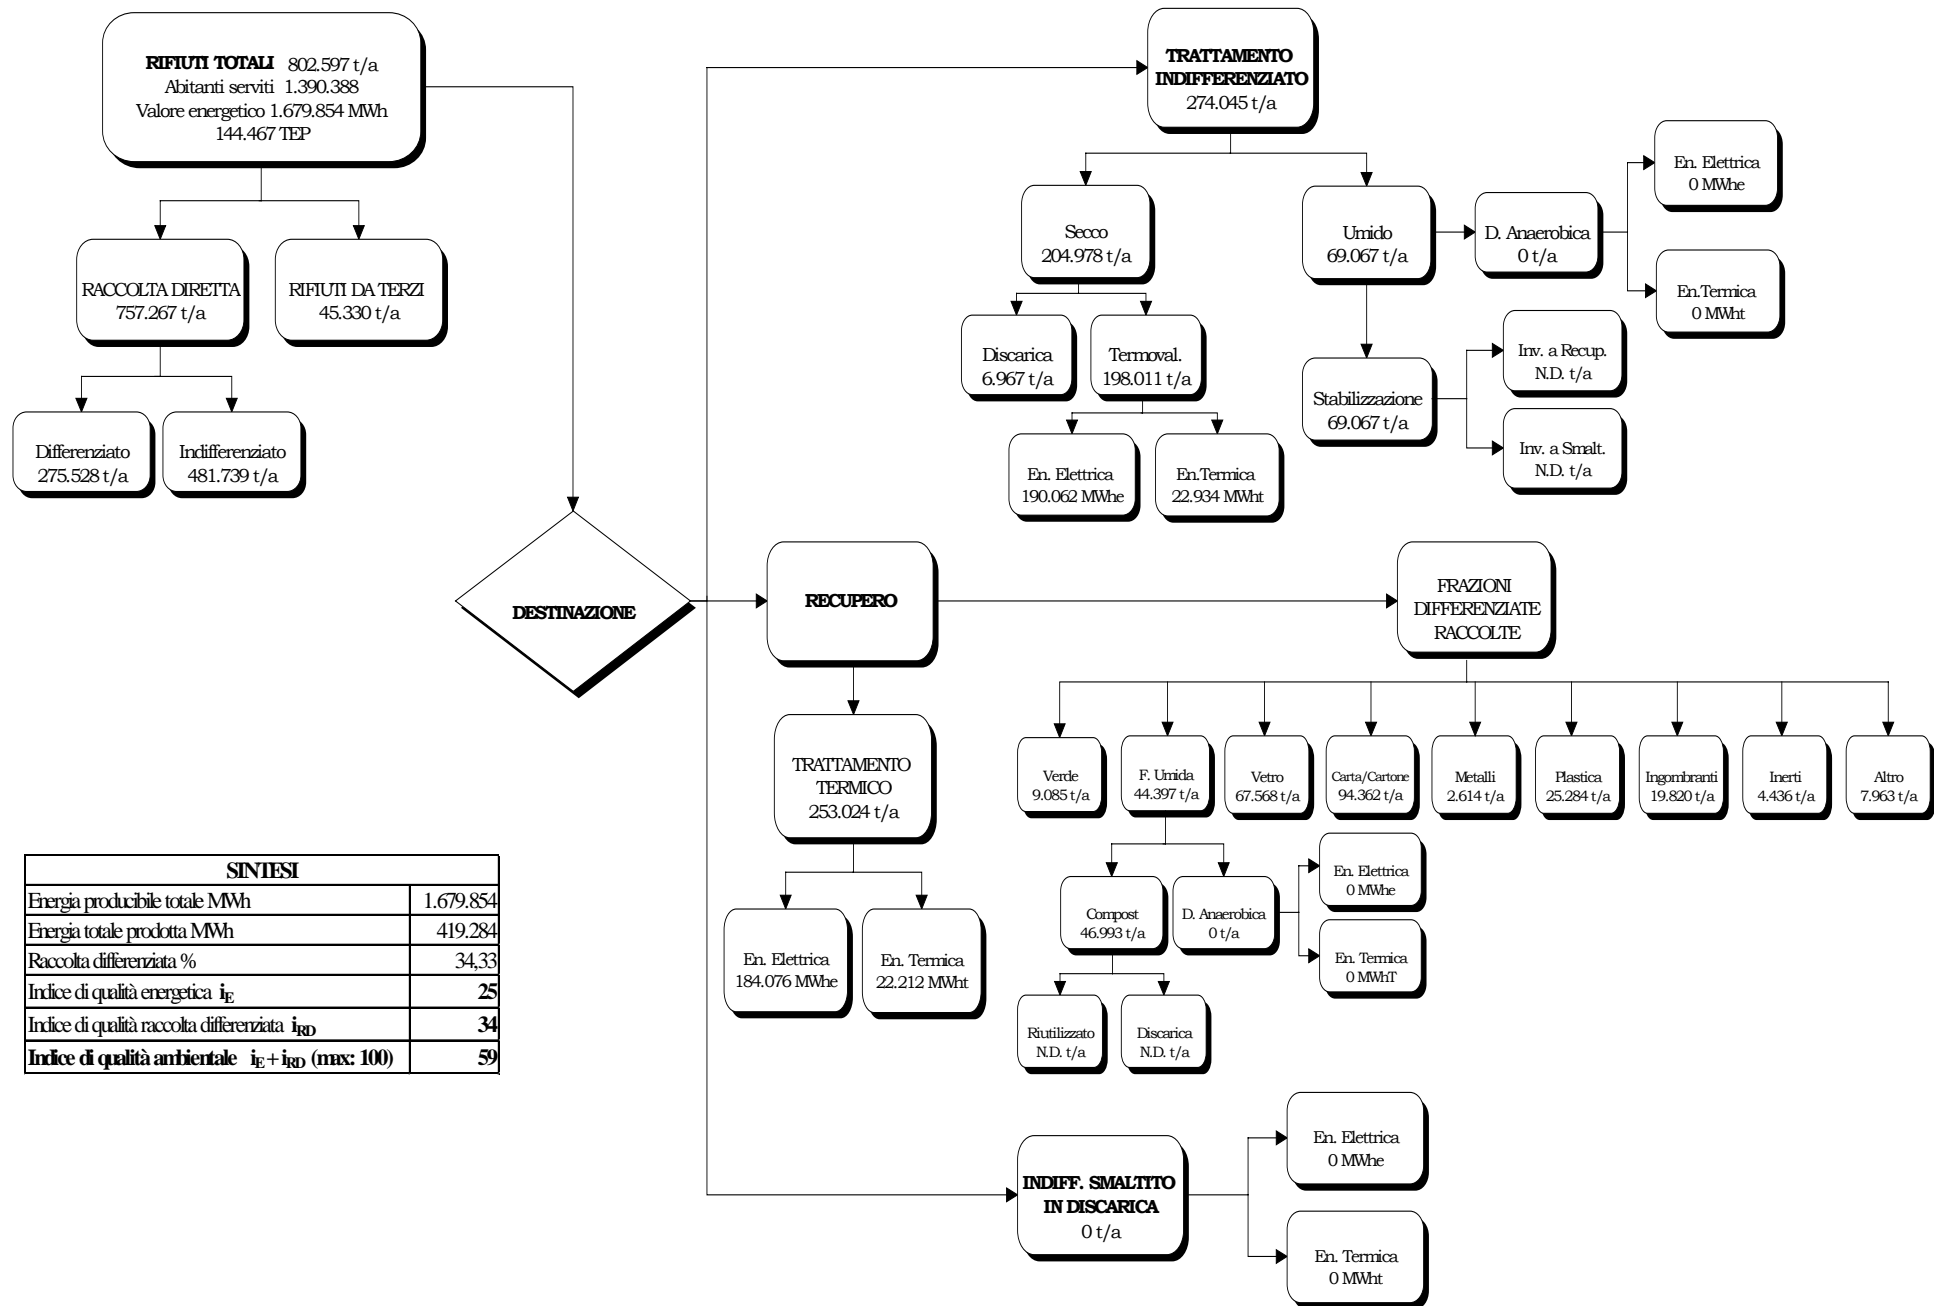 RIFIUTI TOTALI 802.597 t/a
Abitanti serviti 1.390.388
Valore energetico 1.679.854 MWh
144.467 TEP
RACCOLTA DIRETTA
757.267 t/a
RIFIUTI DA TERZI
45.330 t/a
Differenziato
275.528 t/a
Indifferenziato
481.739 t/a
DESTINAZIONE
TRATTAMENTO
INDIFFERENZIATO
274.045 t/a
Secco
204.978 t/a
Umido
69.067 t/a
D. Anaerobica
0 t/a
En. Elettrica
0 MWhe
En.Termica
0 MWht
Discarica
6.967 t/a
Termoval.
198.011 t/a
Stabilizzazione
69.067 t/a
Inv. a Recup.
N.D. t/a
Inv. a Smalt.
N.D. t/a
En. Elettrica
190.062 MWhe
En.Termica
22.934 MWht
RECUPERO
FRAZIONI
DIFFERENZIATE
RACCOLTE
TRATTAMENTO
TERMICO
253.024 t/a
En. Elettrica
184.076 MWhe
En. Termica
22.212 MWht
Verde
9.085 t/a
F. Umida
44.397 t/a
Vetro
67.568 t/a
Carta/Cartone
94.362 t/a
Metalli
2.614 t/a
Plastica
25.284 t/a
Ingombranti
19.820 t/a
Inerti
4.436 t/a
Altro
7.963 t/a
Compost
46.993 t/a
D. Anaerobica
0 t/a
En. Elettrica
0 MWhe
En. Termica
0 MWhT
Riutilizzato
N.D. t/a
Discarica
N.D. t/a
INDIFF. SMALTITO
IN DISCARICA
0 t/a
En. Elettrica
0 MWhe
En. Termica
0 MWht
SINTESI
Energia producibile totale MWh 1.679.854
Energia totale prodotta MWh 419.284
Raccolta differenziata % 34,33
Indice di qualità energetica iE 25
Indice di qualità raccolta differenziata iRD 34
Indice di qualità ambientale iE + iRD (max: 100) 59